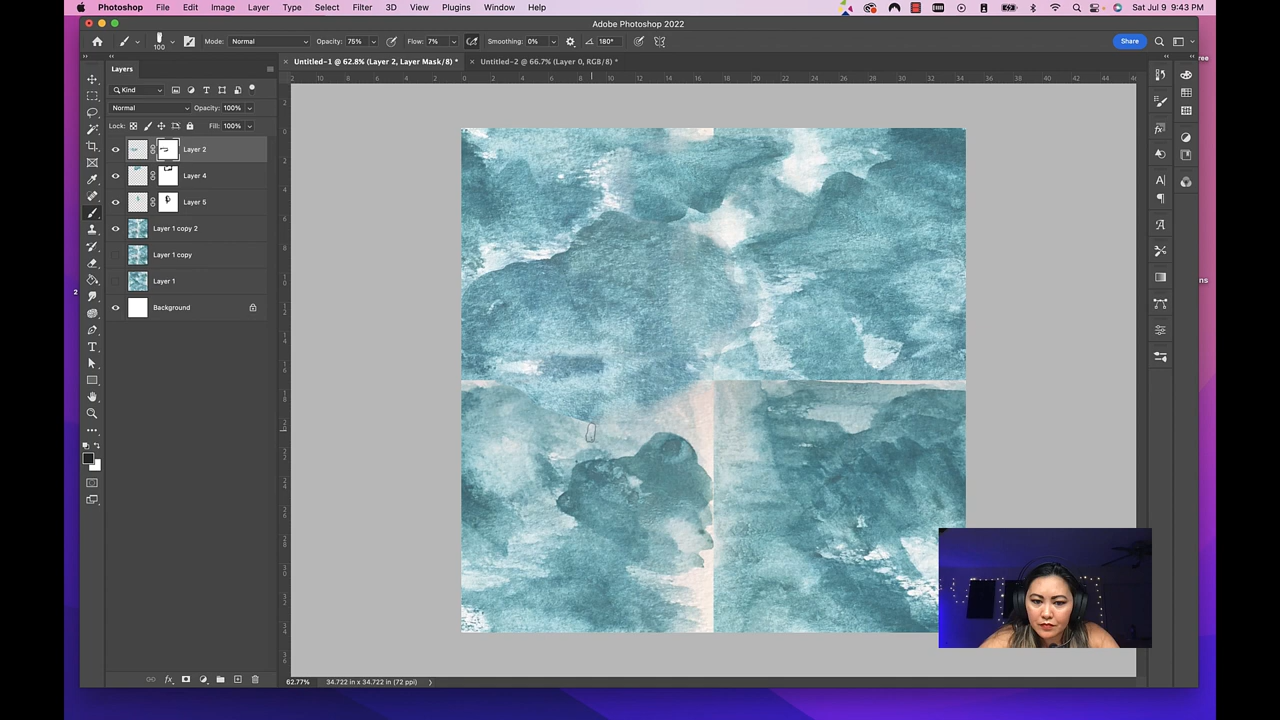 Photoshop File Edit Image Layer Type Select Filter 3D View Plugins Window Help Sat Jul 9 9:43 PM
Adobe Photoshop 2022
100 Mode: Normal Opacity: 75% Flow: 7% Smoothing: 0% 180° Share
Untitled-1 @ 62.8% (Layer 2, Layer Mask/8) * Untitled-2 @ 66.7% (Layer 0, RGB/8) *
Layers
Kind
Normal Opacity: 100%
Lock: Fill: 100%
Layer 2
Layer 4
Layer 5
Layer 1 copy 2
Layer 1 copy
Layer 1
Background
62.77% 34.722 in x 34.722 in (72 ppi)